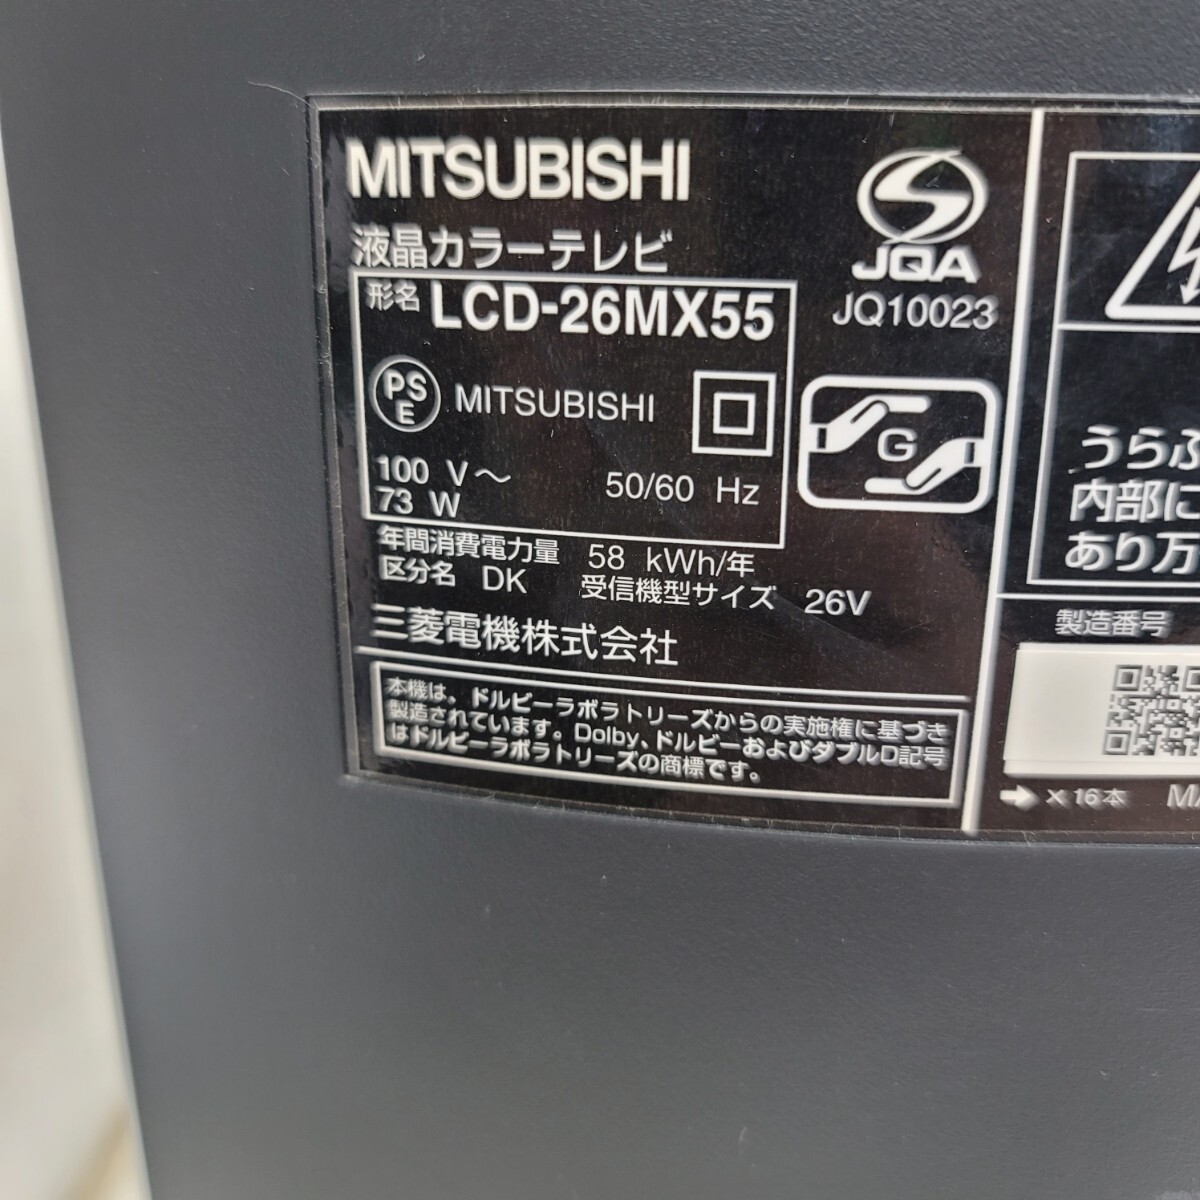 MITSUBISHI
液晶カラーテレビ
形名 LCD-26MX55
PS
E
MITSUBISHI
100 V～ 50/60 Hz
73 W
年間消費電力量 58 kWh/年
区分名 DK 受信機型サイズ 26V
三菱電機株式会社
本機は、ドルビーラボラトリーズからの実施権に基づき
製造されています。Dolby、ドルビーおよびダブルD記号
はドルビーラボラトリーズの商標です。
JQA
JQ10023
G
うらぶ
内部に
あり万
製造番号
➔ × 16本 MA